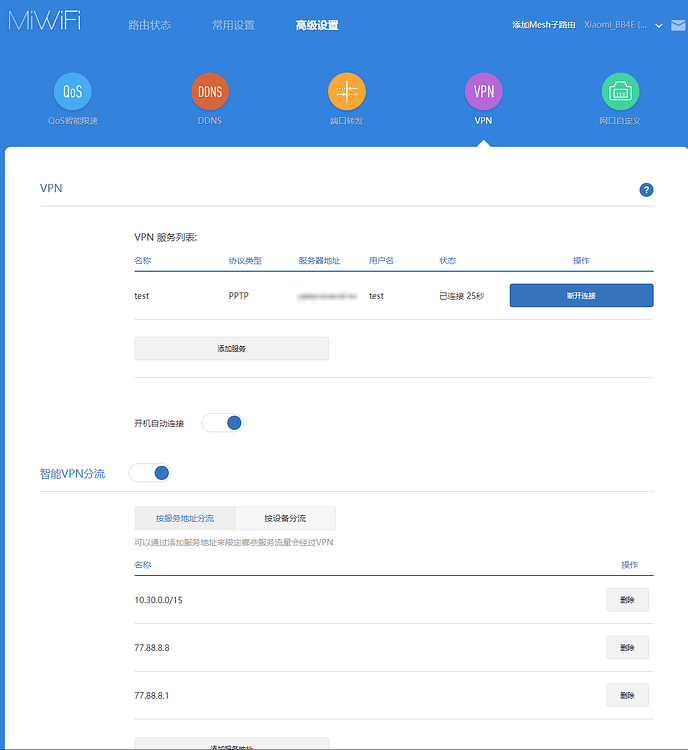 MiWiFi 路由状态 常用设置 高级设置 添加Mesh子路由 Xiaomi_BB4E (...
QoS DDNS VPN
QoS智能限速 DDNS 端口转发 VPN 网口自定义
VPN ?
VPN 服务列表:
名称 协议类型 服务器地址 用户名 状态 操作
test PPTP test 已连接 25秒 断开连接
添加服务
开机自动连接
智能VPN分流
按服务地址分流 按设备分流
可以通过添加服务地址来限定哪些服务流量会经过VPN
名称 操作
10.30.0.0/15 删除
77.88.8.8 删除
77.88.8.1 删除
添加服务地址